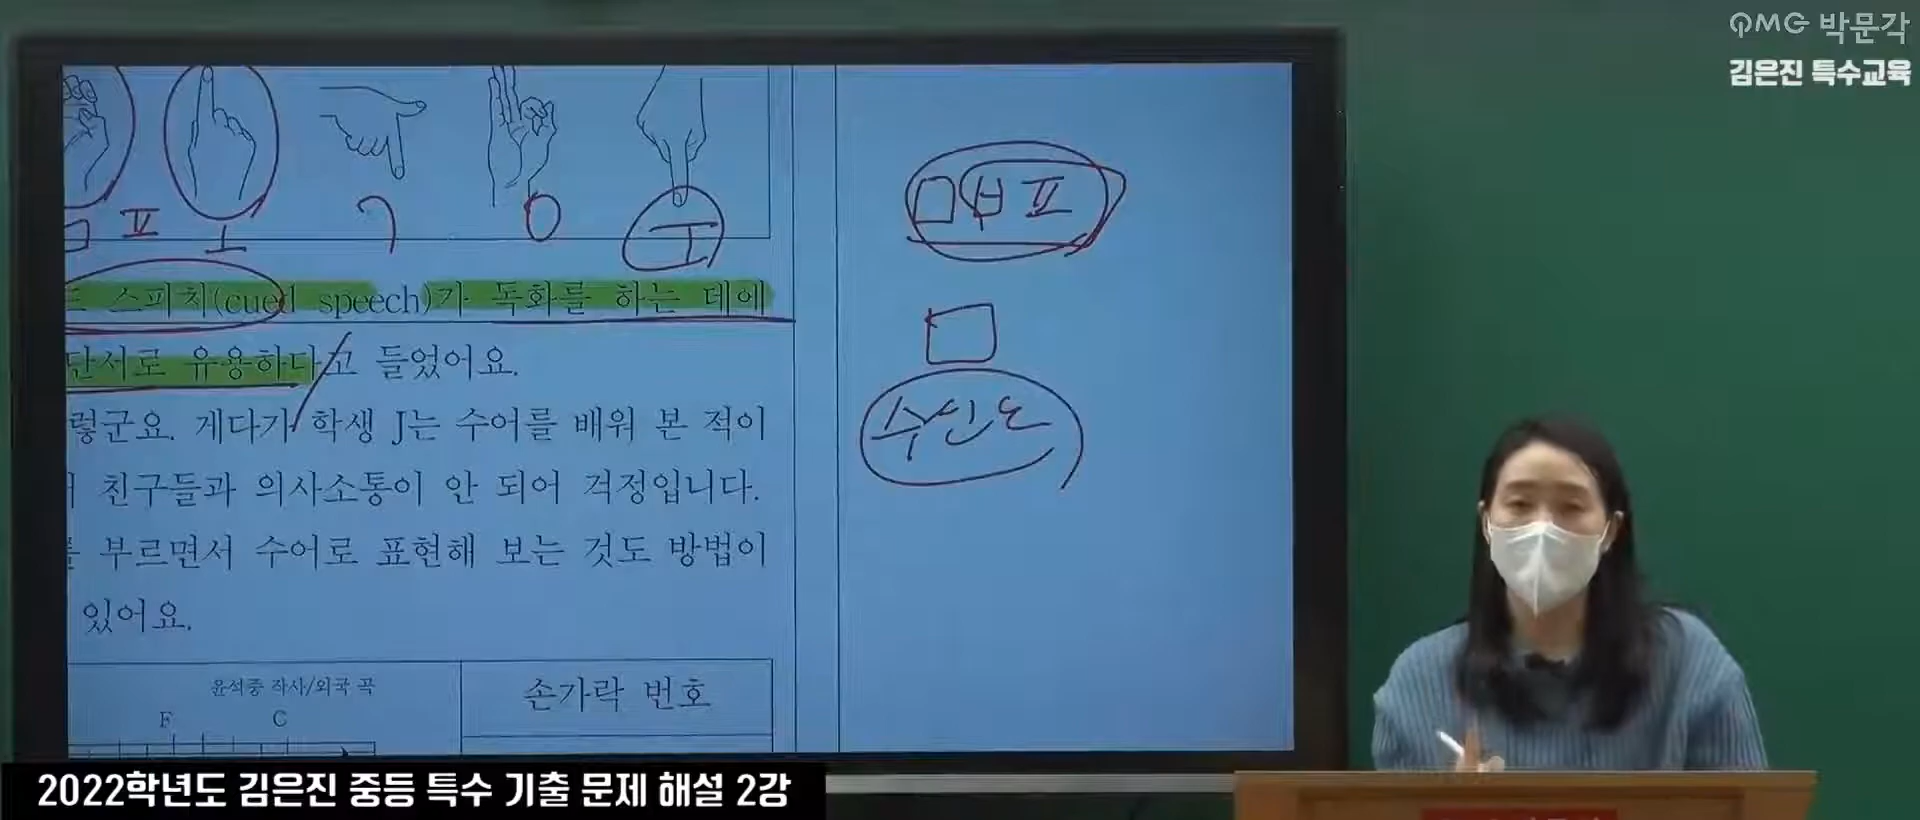 PMG 박문각
김은진 특수교육
ㅁ ㅍ ㅗ ㄱ ㅇ ㅜ
ㅁㅂㅍ
스피치(cued speech)가 독화를 하는 데에
단서로 유용하다고 들었어요.
렇군요. 게다가 학생 J는 수어를 배워 본 적이
친구들과 의사소통이 안 되어 걱정입니다.
부르면서 수어로 표현해 보는 것도 방법이
있어요.
ㅁ
수신호
윤석중 작사/외국 곡
손가락 번호
F C
2022학년도 김은진 중등 특수 기출 문제 해설 2강